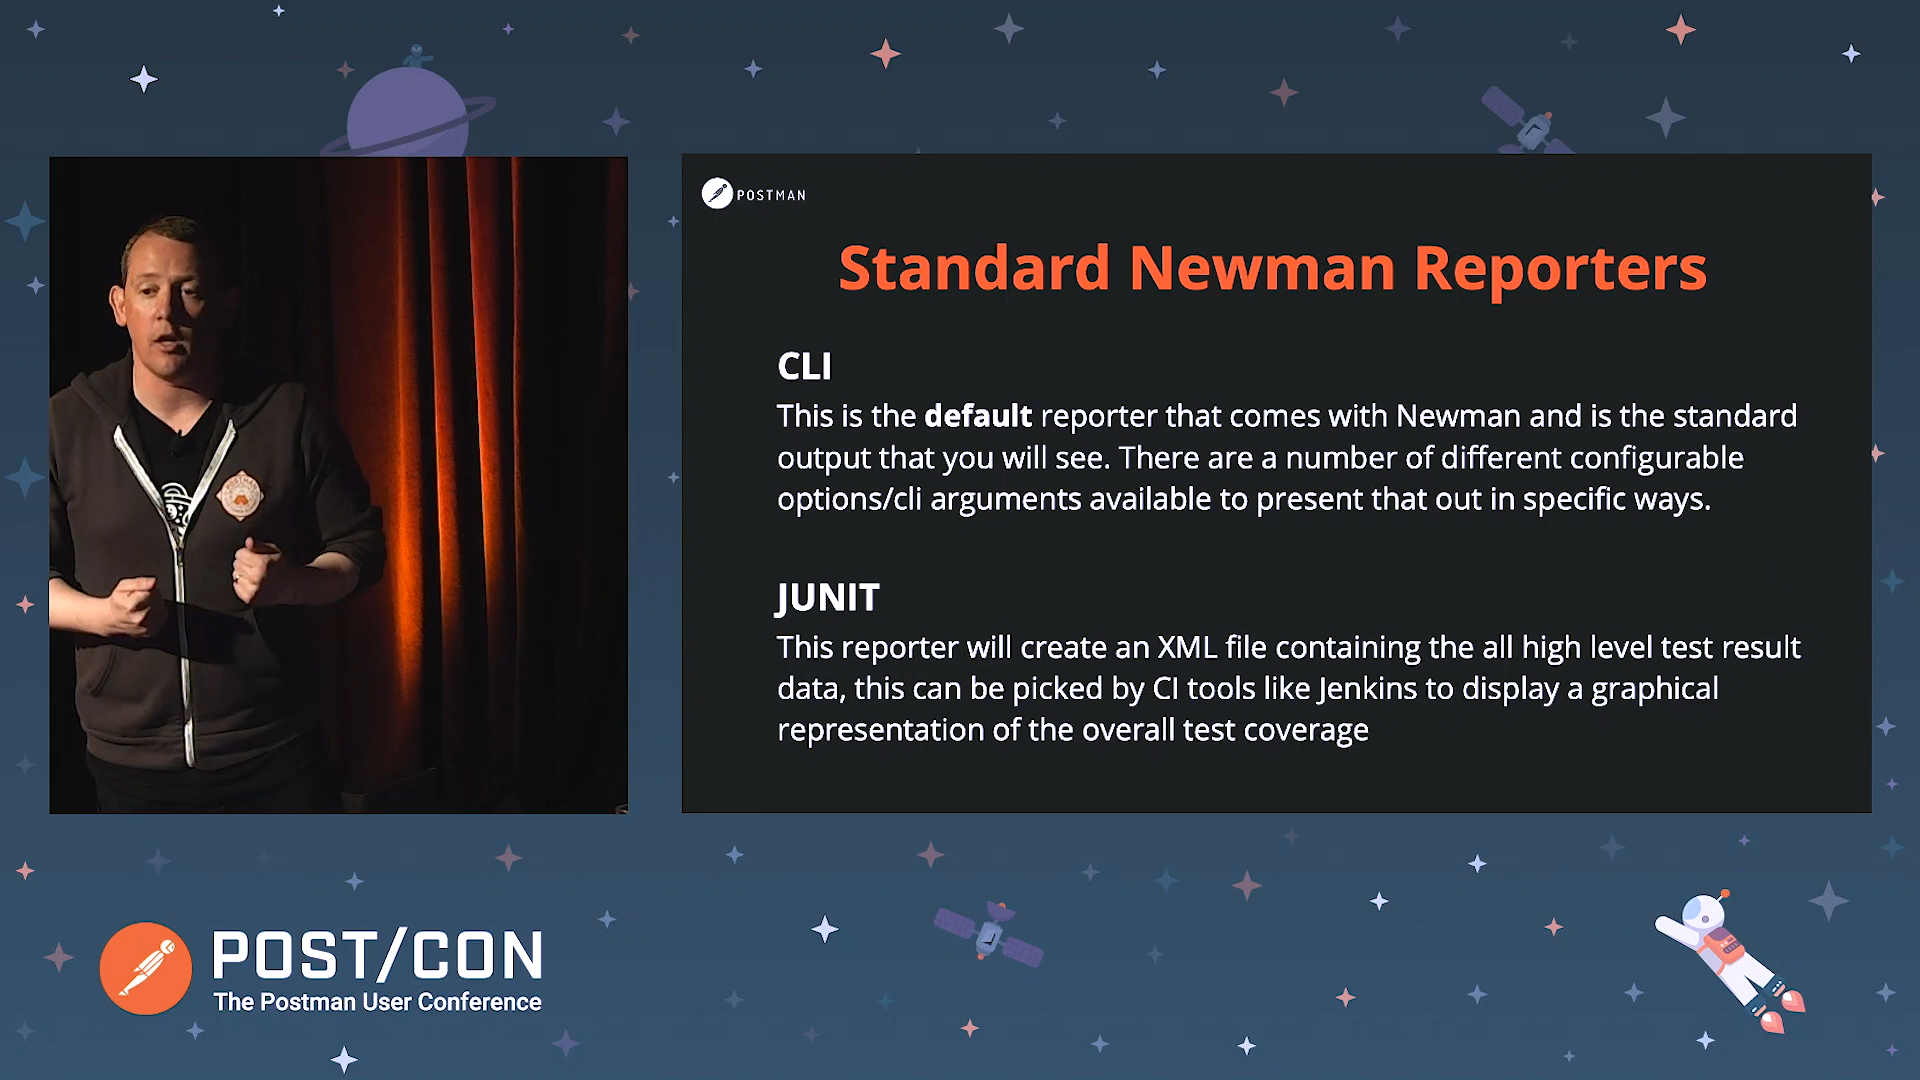 POSTMAN
Standard Newman Reporters
CLI
This is the default reporter that comes with Newman and is the standard
output that you will see. There are a number of different configurable
options/cli arguments available to present that out in specific ways.
JUNIT
This reporter will create an XML file containing the all high level test result
data, this can be picked by CI tools like Jenkins to display a graphical
representation of the overall test coverage
POST/CON
The Postman User Conference